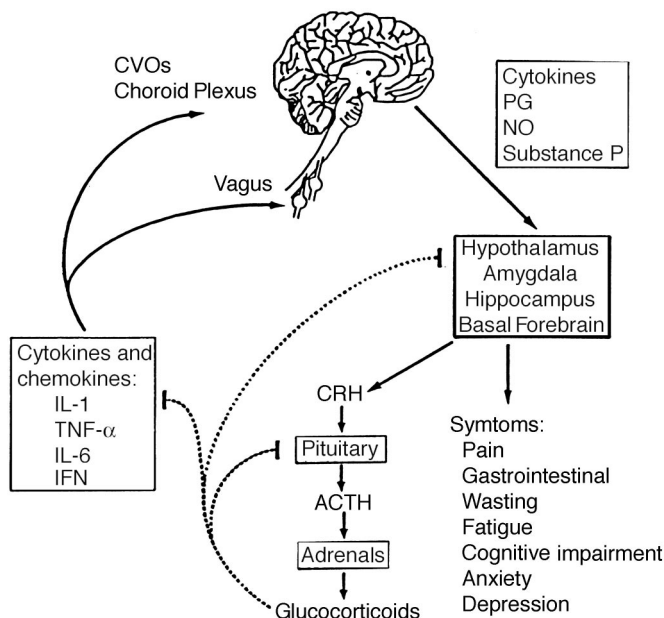 CVOs
Choroid Plexus
Vagus
Cytokines
PG
NO
Substance P
Hypothalamus
Amygdala
Hippocampus
Basal Forebrain
Cytokines and
chemokines:
IL-1
TNF-α
IL-6
IFN
CRH
Pituitary
ACTH
Adrenals
Glucocorticoids
Symtoms:
Pain
Gastrointestinal
Wasting
Fatigue
Cognitive impairment
Anxiety
Depression